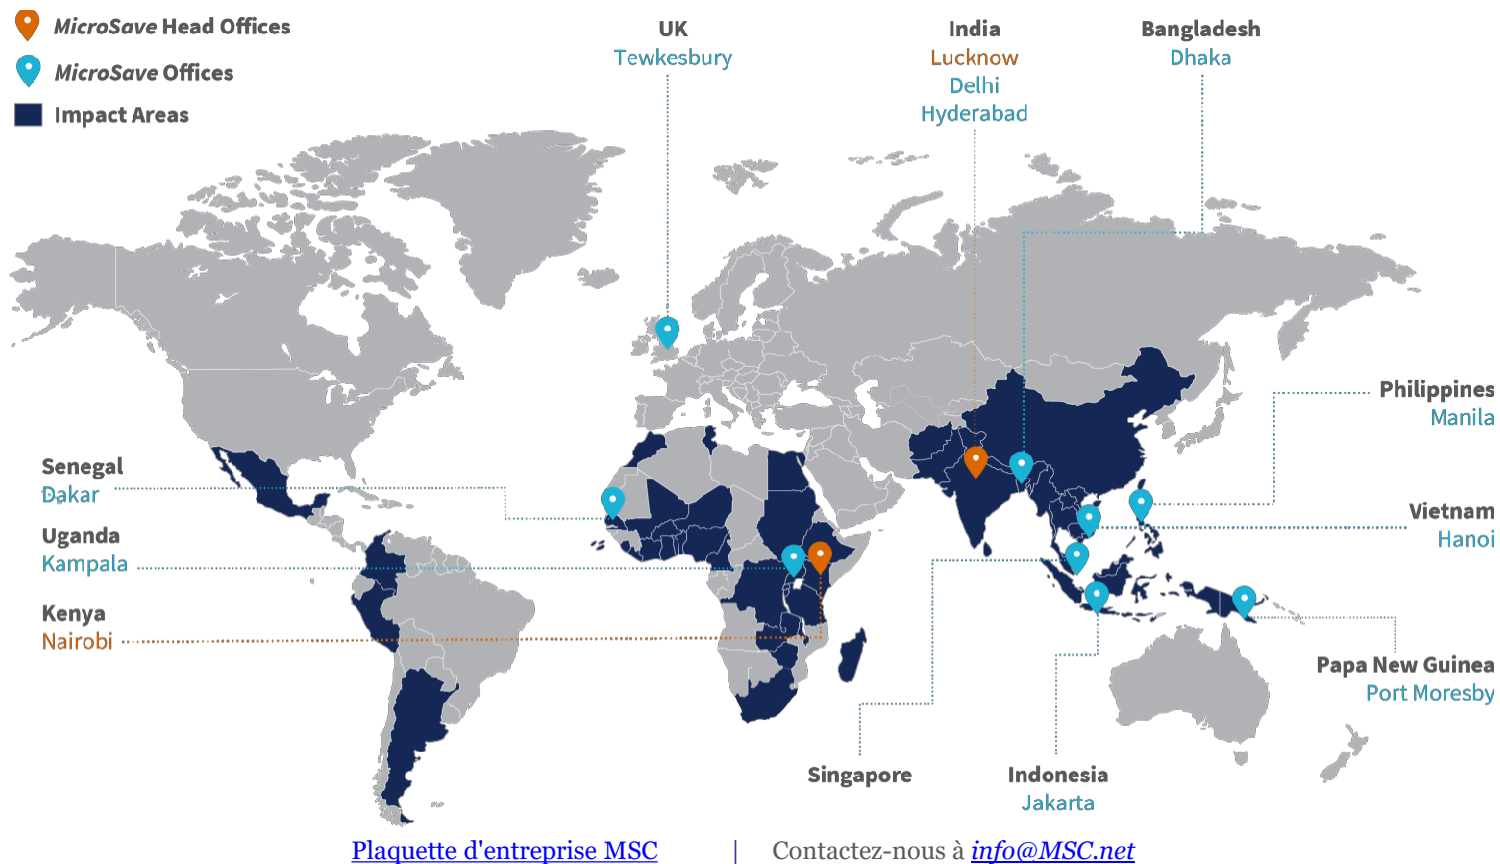 MicroSave Head Offices
MicroSave Offices
Impact Areas
UK
Tewkesbury
India
Lucknow
Delhi
Hyderabad
Bangladesh
Dhaka
Philippines
Manila
Senegal
Dakar
Vietnam
Hanoi
Uganda
Kampala
Kenya
Nairobi
Papa New Guinea
Port Moresby
Singapore
Indonesia
Jakarta
Plaquette d'entreprise MSC | Contactez-nous à info@MSC.net